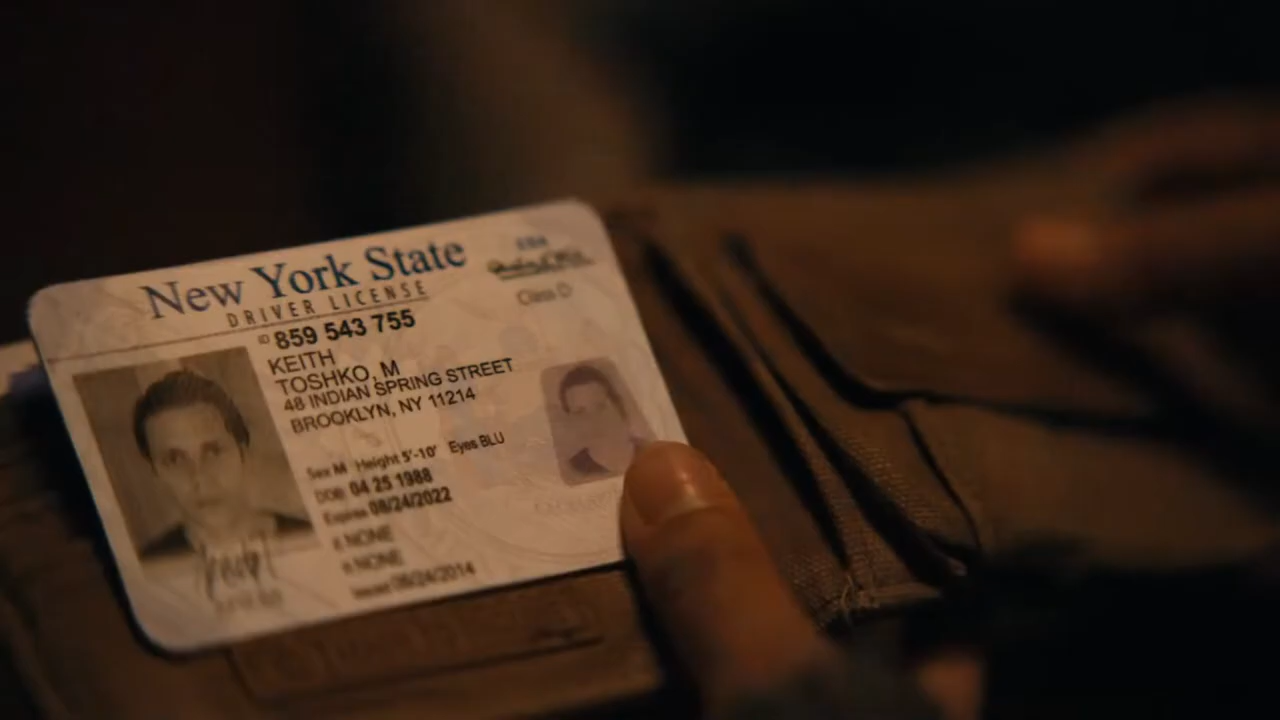 New York State
DRIVER LICENSE
Class D
ID 859 543 755
KEITH
TOSHKO, M
48 INDIAN SPRING STREET
BROOKLYN, NY 11214
Sex M Height 5'-10' Eyes BLU
DOB 04 25 1988
Expires 08/24/2022
E NONE
R NONE
Issued 08/24/2014